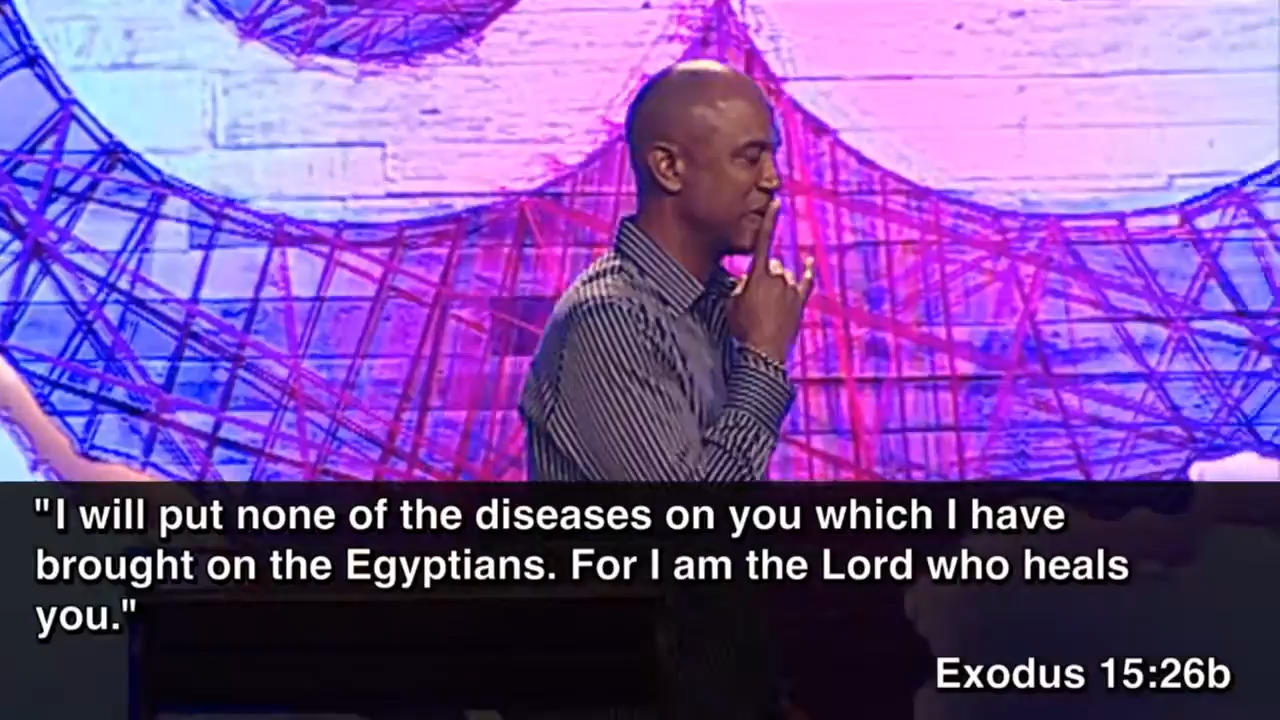 "I will put none of the diseases on you which I have
brought on the Egyptians. For I am the Lord who heals
you."
Exodus 15:26b